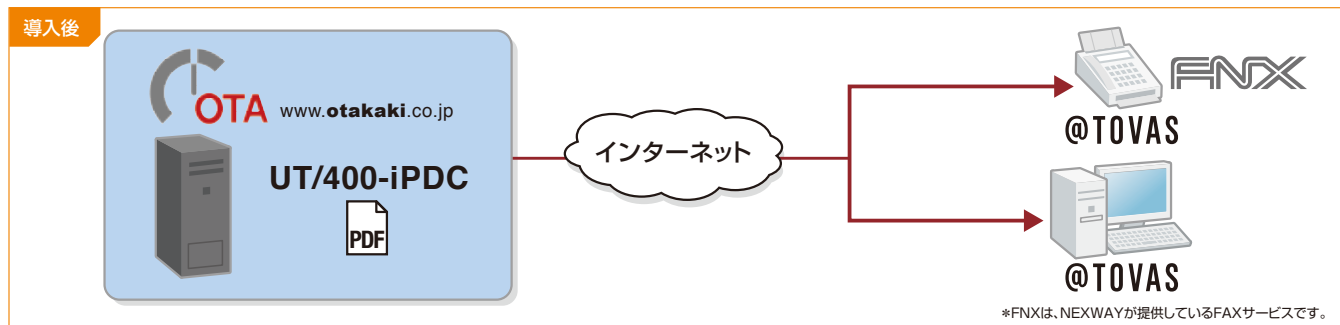 導入後
OTA www.otakaki.co.jp
UT/400-iPDC
PDF
インターネット
FNX
@TOVAS
@TOVAS
*FNXは、NEXWAYが提供しているFAXサービスです。